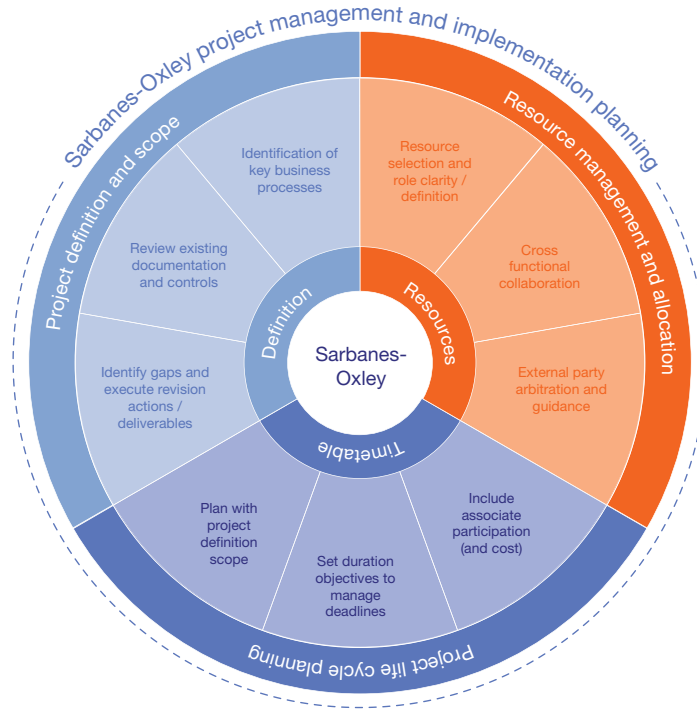 Sarbanes-Oxley project management and implementation planning
Project definition and scope
Resource management and allocation
Project life cycle planning
Identification of
key business
processes
Review existing
documentation
and controls
Identify gaps and
execute revision
actions /
deliverables
Resource
selection and
role clarity /
definition
Cross
functional
collaboration
External party
arbitration and
guidance
Definition
Resources
Timetable
Sarbanes-
Oxley
Plan with
project
definition
scope
Set duration
objectives to
manage
deadlines
Include
associate
participation
(and cost)